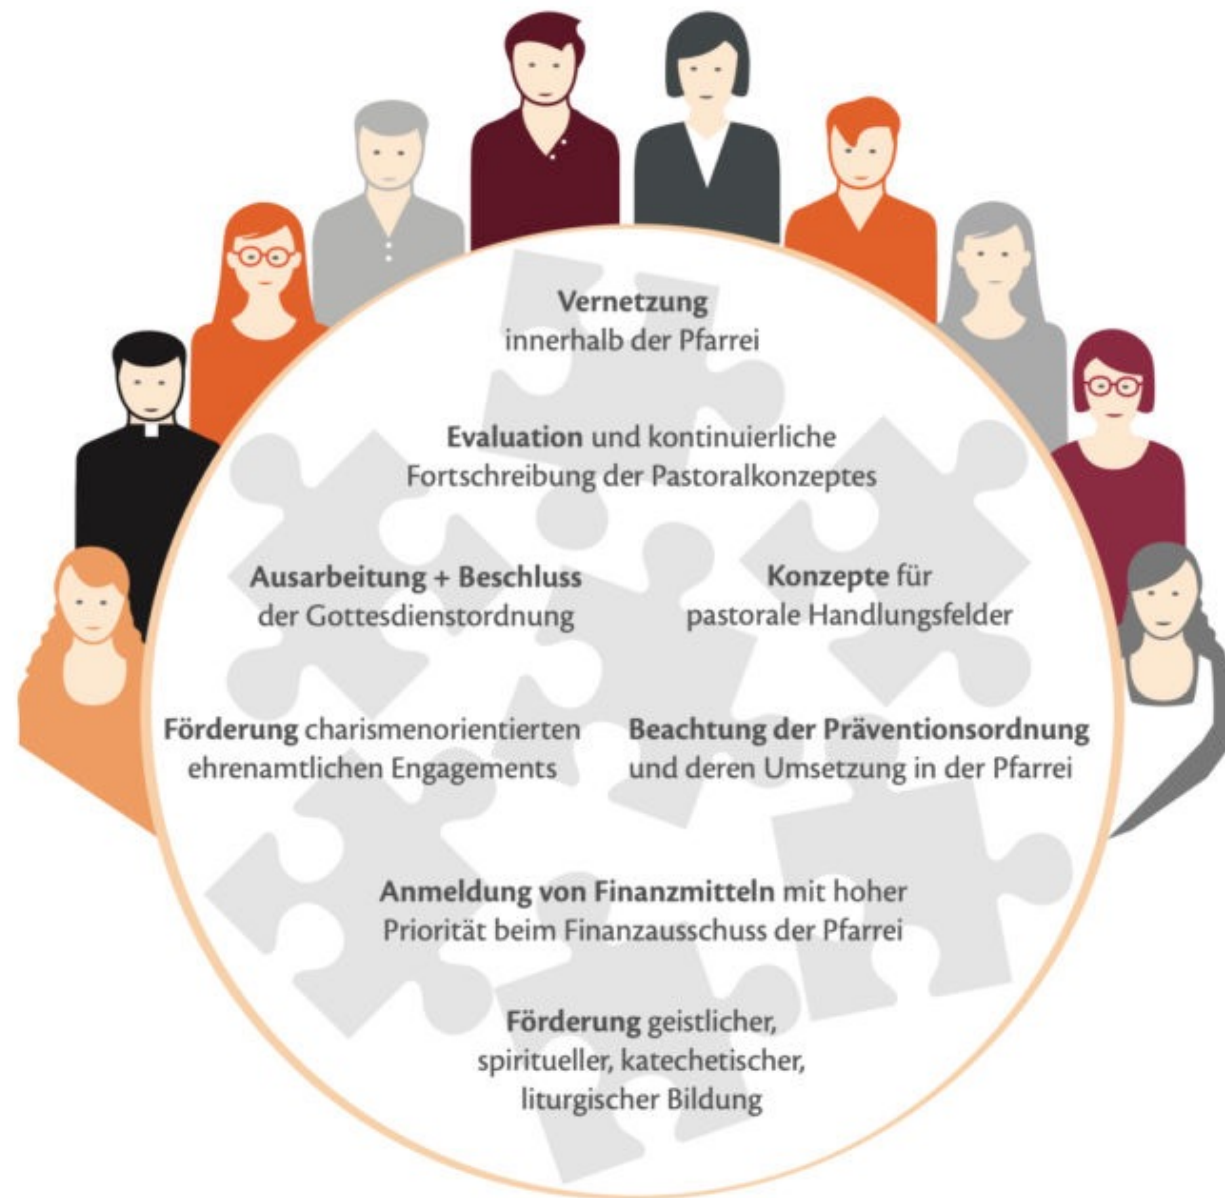 Vernetzung
innerhalb der Pfarrei
Evaluation und kontinuierliche
Fortschreibung der Pastoralkonzeptes
Ausarbeitung + Beschluss
der Gottesdienstordnung
Konzepte für
pastorale Handlungsfelder
Förderung charismenorientierten
ehrenamtlichen Engagements
Beachtung der Präventionsordnung
und deren Umsetzung in der Pfarrei
Anmeldung von Finanzmitteln mit hoher
Priorität beim Finanzausschuss der Pfarrei
Förderung geistlicher,
spiritueller, katechetischer,
liturgischer Bildung